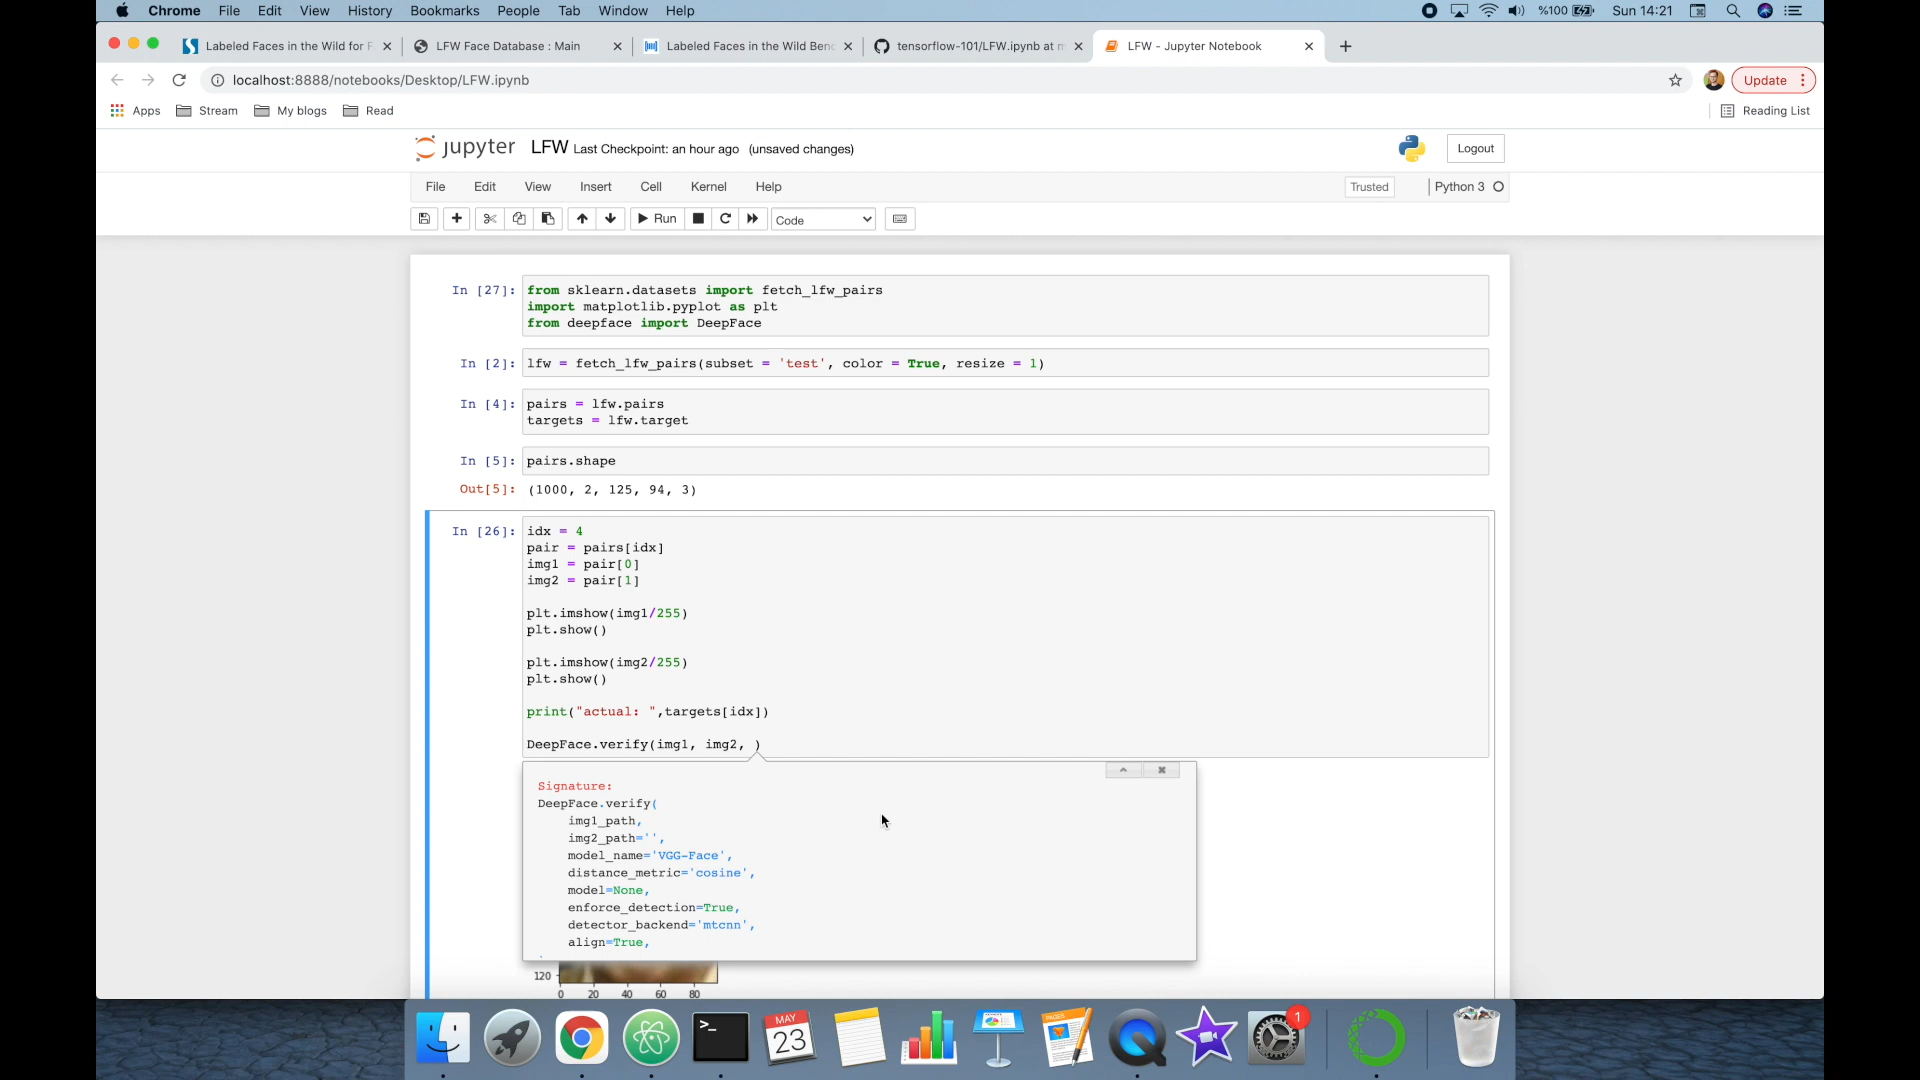 Chrome File Edit View History Bookmarks People Tab Window Help %100 Sun 14:21
Labeled Faces in the Wild for F LFW Face Database : Main Labeled Faces in the Wild Benc tensorflow-101/LFW.ipynb at m LFW - Jupyter Notebook
localhost:8888/notebooks/Desktop/LFW.ipynb Update
Apps Stream My blogs Read Reading List
jupyter LFW Last Checkpoint: an hour ago (unsaved changes) Logout
File Edit View Insert Cell Kernel Help Trusted Python 3
Run Code
In [27]: from sklearn.datasets import fetch_lfw_pairs
import matplotlib.pyplot as plt
from deepface import DeepFace
In [2]: lfw = fetch_lfw_pairs(subset = 'test', color = True, resize = 1)
In [4]: pairs = lfw.pairs
targets = lfw.target
In [5]: pairs.shape
Out[5]: (1000, 2, 125, 94, 3)
In [26]: idx = 4
pair = pairs[idx]
img1 = pair[0]
img2 = pair[1]
plt.imshow(img1/255)
plt.show()
plt.imshow(img2/255)
plt.show()
print("actual: ",targets[idx])
DeepFace.verify(img1, img2, )
Signature:
DeepFace.verify(
img1_path,
img2_path='',
model_name='VGG-Face',
distance_metric='cosine',
model=None,
enforce_detection=True,
detector_backend='mtcnn',
align=True,
120
0 20 40 60 80
MAY
23
PAGES
1